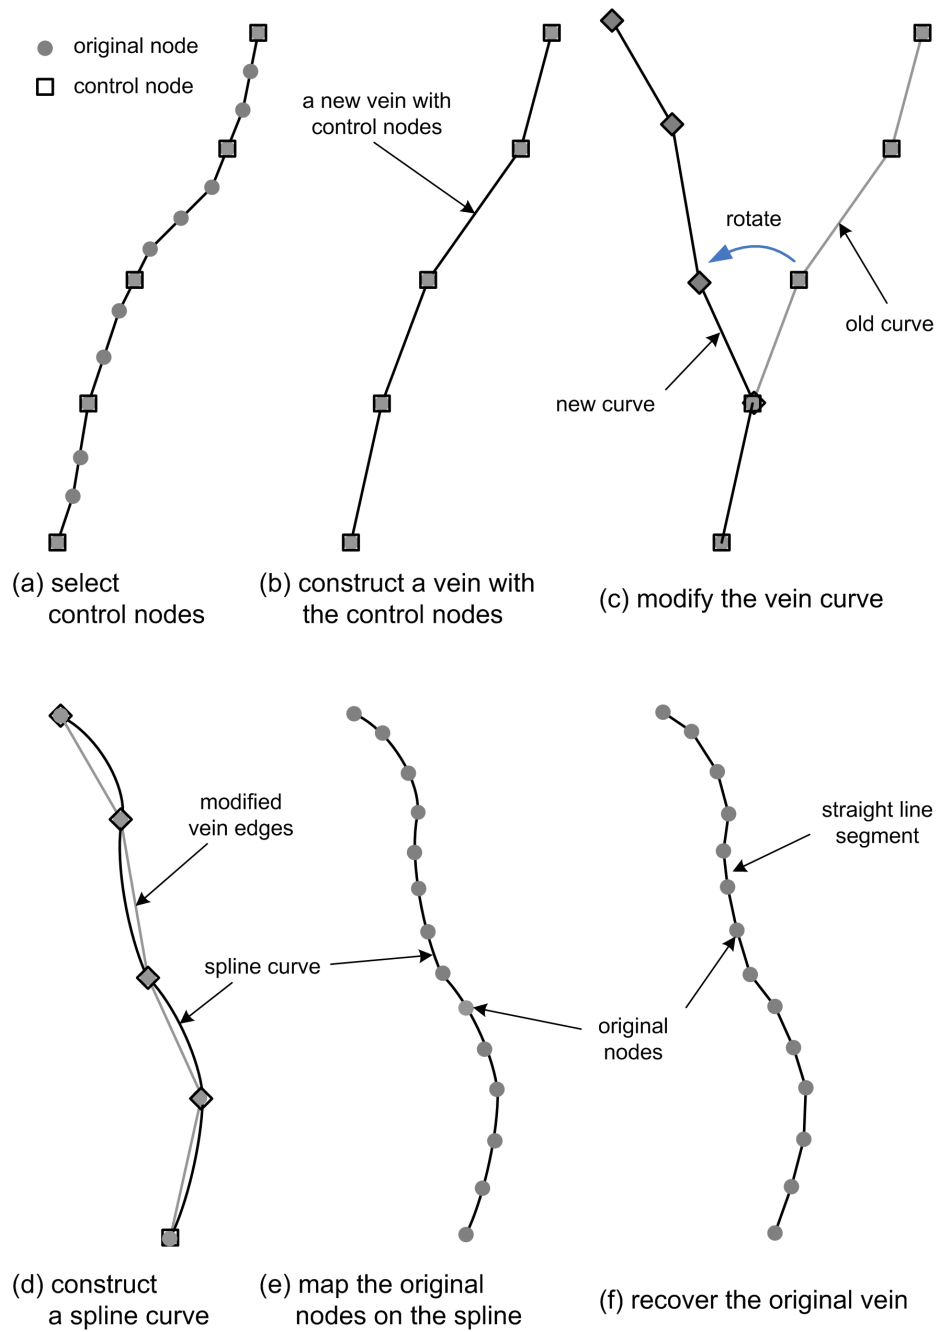 original node
control node
a new vein with
control nodes
rotate
old curve
new curve
(a) select
control nodes
(b) construct a vein with
the control nodes
(c) modify the vein curve
modified
vein edges
spline curve
straight line
segment
original
nodes
(d) construct
a spline curve
(e) map the original
nodes on the spline
(f) recover the original vein